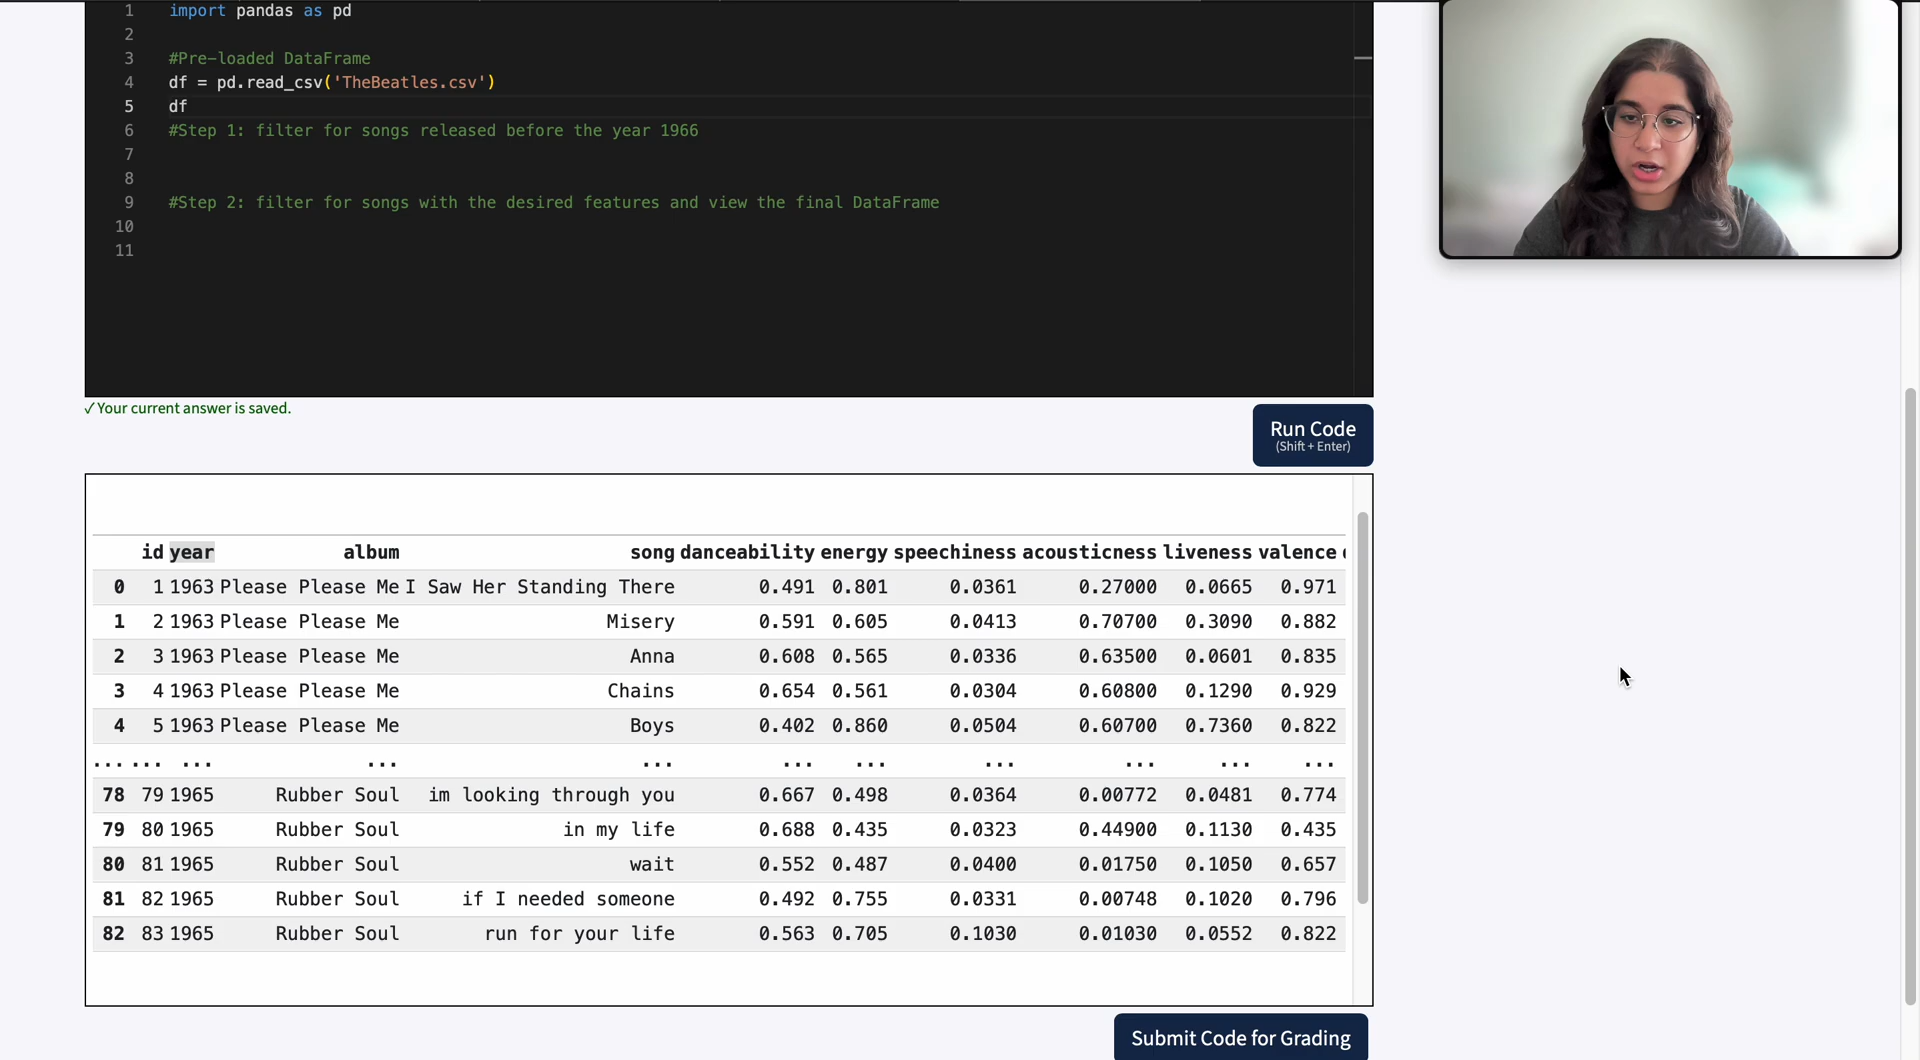 1 import pandas as pd
2
3 #Pre-loaded DataFrame
4 df = pd.read_csv('TheBeatles.csv')
5 df
6 #Step 1: filter for songs released before the year 1966
7
8
9 #Step 2: filter for songs with the desired features and view the final DataFrame
10
11
✓Your current answer is saved.
Run Code
(Shift + Enter)
id year album song danceability energy speechiness acousticness liveness valence
0 1 1963 Please Please Me I Saw Her Standing There 0.491 0.801 0.0361 0.27000 0.0665 0.971
1 2 1963 Please Please Me Misery 0.591 0.605 0.0413 0.70700 0.3090 0.882
2 3 1963 Please Please Me Anna 0.608 0.565 0.0336 0.63500 0.0601 0.835
3 4 1963 Please Please Me Chains 0.654 0.561 0.0304 0.60800 0.1290 0.929
4 5 1963 Please Please Me Boys 0.402 0.860 0.0504 0.60700 0.7360 0.822
... ... ... ... ... ... ... ... ... ... ...
78 79 1965 Rubber Soul im looking through you 0.667 0.498 0.0364 0.00772 0.0481 0.774
79 80 1965 Rubber Soul in my life 0.688 0.435 0.0323 0.44900 0.1130 0.435
80 81 1965 Rubber Soul wait 0.552 0.487 0.0400 0.01750 0.1050 0.657
81 82 1965 Rubber Soul if I needed someone 0.492 0.755 0.0331 0.00748 0.1020 0.796
82 83 1965 Rubber Soul run for your life 0.563 0.705 0.1030 0.01030 0.0552 0.822
Submit Code for Grading